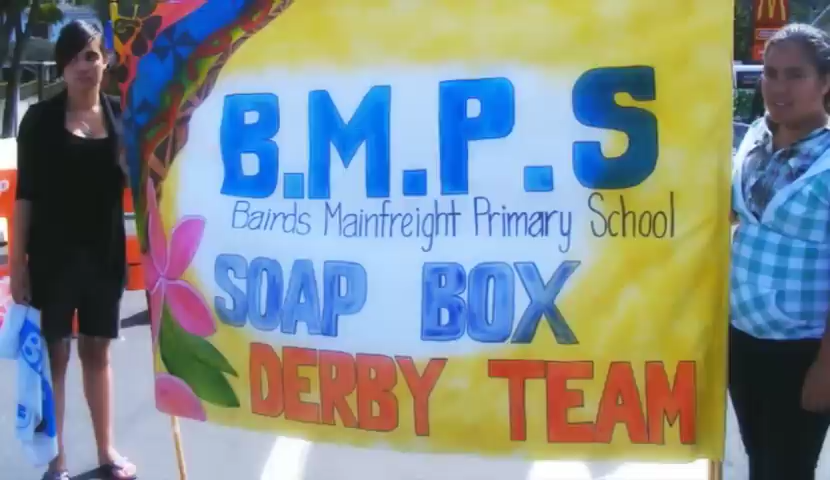 B.M.P.S
Bairds Mainfreight Primary School
SOAP BOX
DERBY TEAM